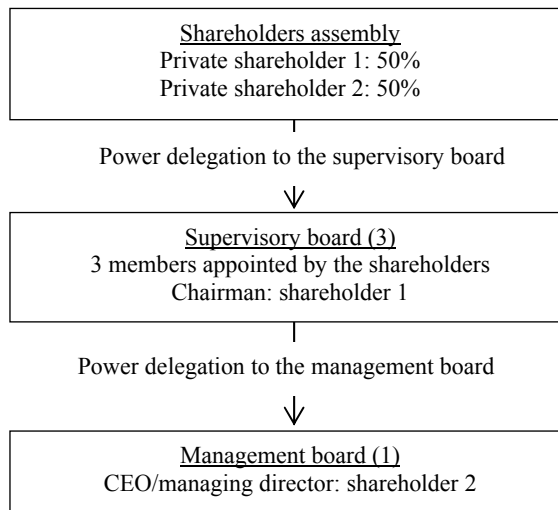 Shareholders assembly
Private shareholder 1: 50%
Private shareholder 2: 50%
Power delegation to the supervisory board
Supervisory board (3)
3 members appointed by the shareholders
Chairman: shareholder 1
Power delegation to the management board
Management board (1)
CEO/managing director: shareholder 2